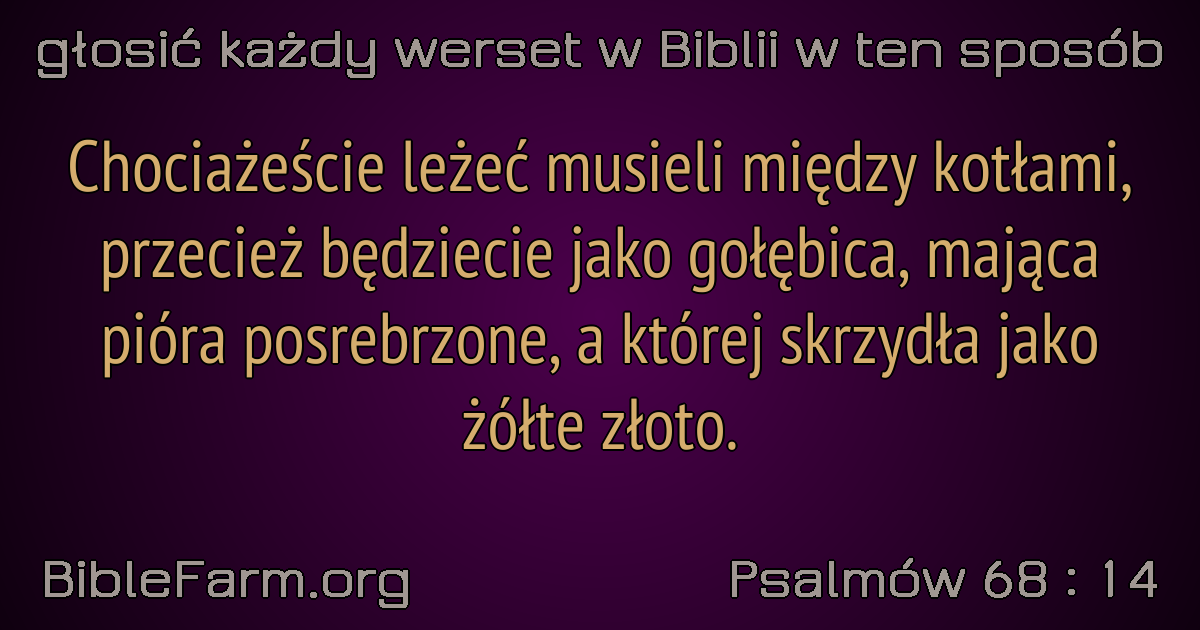 głosić każdy werset w Biblii w ten sposób
Chociażeście leżeć musieli między kotłami,
przecież będziecie jako gołębica, mająca
pióra posrebrzone, a której skrzydła jako
żółte złoto.
BibleFarm.org
Psalmów 68 : 14